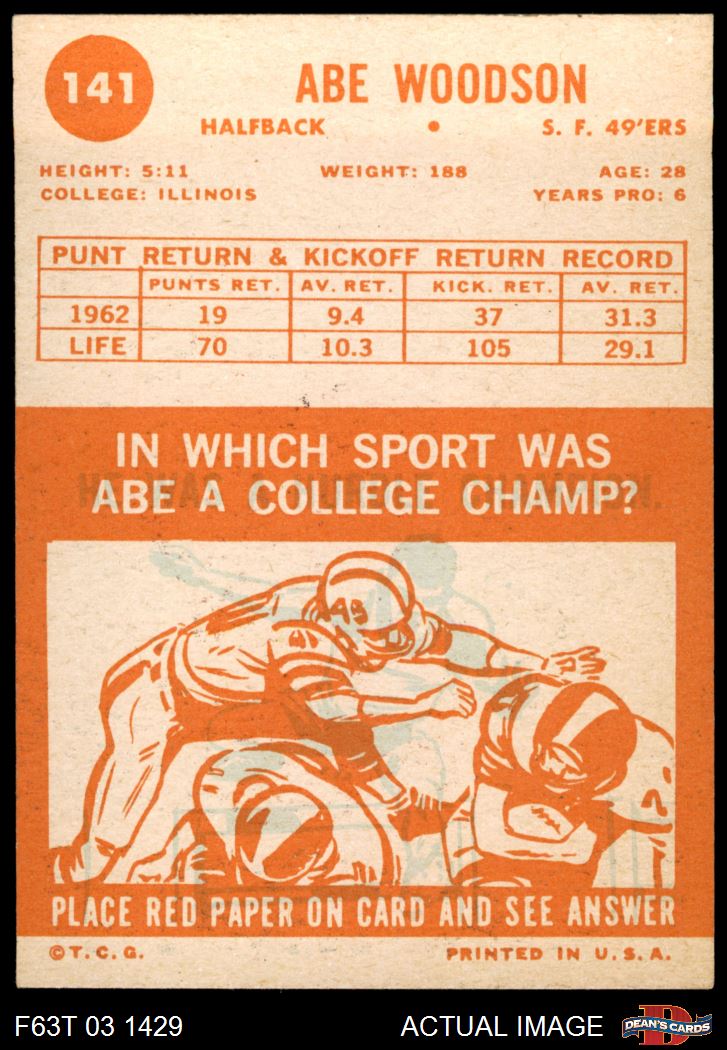 141
ABE WOODSON
HALFBACK • S. F. 49'ERS
HEIGHT: 5:11 WEIGHT: 188 AGE: 28
COLLEGE: ILLINOIS YEARS PRO: 6
PUNT RETURN & KICKOFF RETURN RECORD
PUNTS RET. AV. RET. KICK. RET. AV. RET.
1962 19 9.4 37 31.3
LIFE 70 10.3 105 29.1
IN WHICH SPORT WAS
ABE A COLLEGE CHAMP?
PLACE RED PAPER ON CARD AND SEE ANSWER
©T.C.G. PRINTED IN U.S.A.
F63T 03 1429 ACTUAL IMAGE DEAN'S CARDS